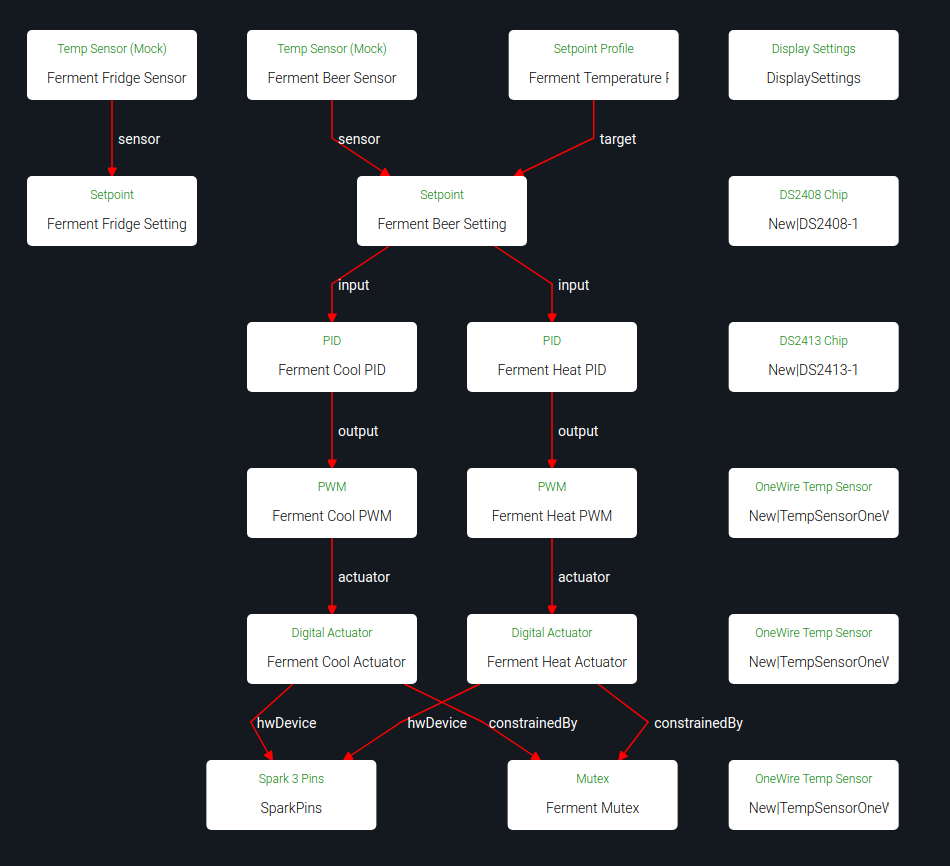 Temp Sensor (Mock)
Ferment Fridge Sensor
Temp Sensor (Mock)
Ferment Beer Sensor
Setpoint Profile
Ferment Temperature
Display Settings
DisplaySettings
sensor
sensor
target
Setpoint
Ferment Fridge Setting
Setpoint
Ferment Beer Setting
DS2408 Chip
New|DS2408-1
input
input
PID
Ferment Cool PID
PID
Ferment Heat PID
DS2413 Chip
New|DS2413-1
output
output
PWM
Ferment Cool PWM
PWM
Ferment Heat PWM
OneWire Temp Sensor
New|TempSensorOneW
actuator
actuator
Digital Actuator
Ferment Cool Actuator
Digital Actuator
Ferment Heat Actuator
OneWire Temp Sensor
New|TempSensorOneW
hwDevice
hwDevice
constrainedBy
constrainedBy
Spark 3 Pins
SparkPins
Mutex
Ferment Mutex
OneWire Temp Sensor
New|TempSensorOneW